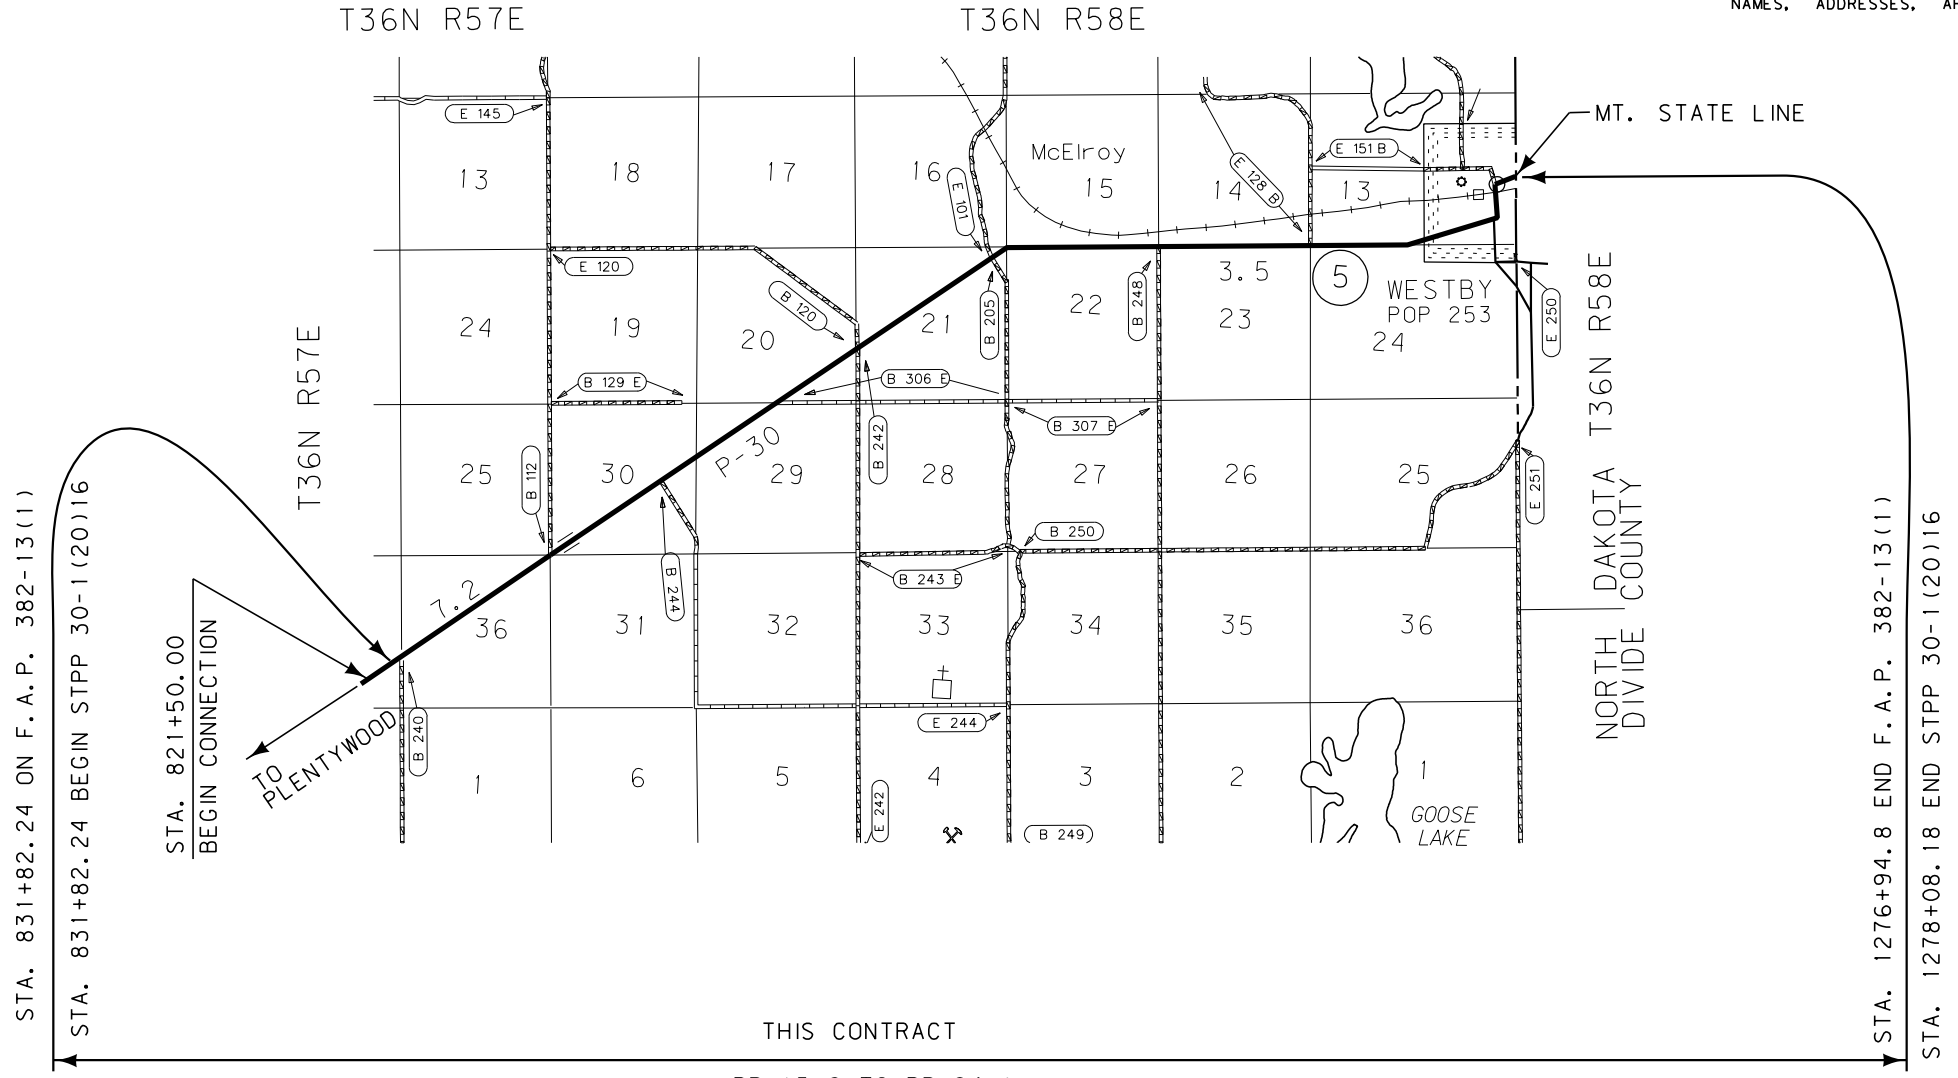 NAMES, ADDRESSES,
T36N R57E
T36N R58E
E 145
MT. STATE LINE
McElroy
E 151 B
13
18
17
16
15
14
13
E 128 B
E 101
E 120
3.5
5
WESTBY
POP 253
B 120
B 205
B 248
E 250
T36N R57E
T36N R58E
24
19
20
21
22
23
24
B 129 E
B 306 E
B 307 E
P-30
B 112
B 242
25
30
29
28
27
26
25
E 251
B 250
B 243 E
B 244
7.2
36
31
32
33
34
35
36
NORTH DAKOTA
DIVIDE COUNTY
E 244
B 240
TO
PLENTYWOOD
1
6
5
4
3
2
1
GOOSE
LAKE
E 242
B 249
STA. 821+50.00
BEGIN CONNECTION
STA. 831+82.24 ON F.A.P. 382-13(1)
STA. 831+82.24 BEGIN STPP 30-1(20)16
STA. 1276+94.8 END F.A.P. 382-13(1)
STA. 1278+08.18 END STPP 30-1(20)16
THIS CONTRACT